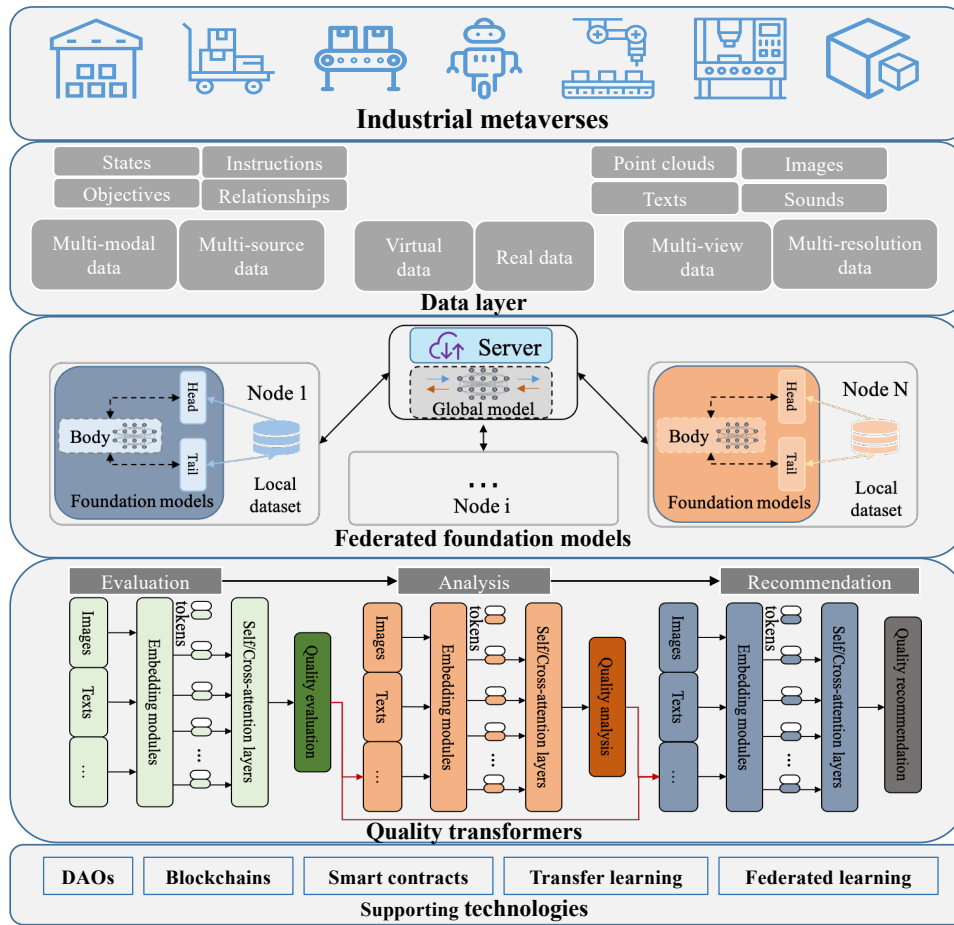 Industrial metaverses
States
Instructions
Objectives
Relationships
Point clouds
Images
Texts
Sounds
Multi-modal
data
Multi-source
data
Virtual
data
Real data
Multi-view
data
Multi-resolution
data
Data layer
Server
Global model
Node 1
Head
Body
Tail
Foundation models
Local
dataset
...
Node i
Node N
Head
Body
Tail
Foundation models
Local
dataset
Federated foundation models
Evaluation
Analysis
Recommendation
Images
Texts
...
Embedding modules
tokens
...
Self/Cross-attention layers
Quality evaluation
Images
Texts
...
Embedding modules
tokens
...
Self/Cross-attention layers
Quality analysis
Images
Texts
...
Embedding modules
tokens
...
Self/Cross-attention layers
Quality recommendation
Quality transformers
DAOs
Blockchains
Smart contracts
Transfer learning
Federated learning
Supporting technologies